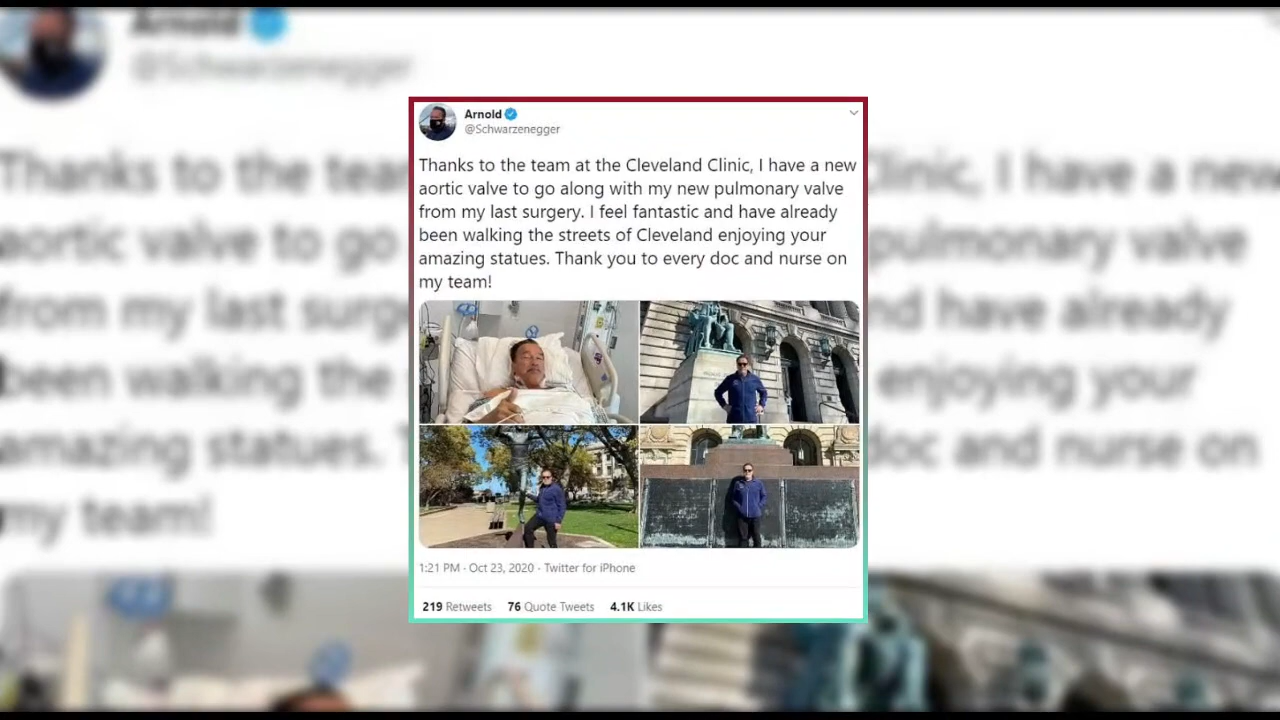 Arnold
@Schwarzenegger
Thanks to the team at the Cleveland Clinic, I have a new
aortic valve to go along with my new pulmonary valve
from my last surgery. I feel fantastic and have already
been walking the streets of Cleveland enjoying your
amazing statues. Thank you to every doc and nurse on
my team!
1:21 PM · Oct 23, 2020 · Twitter for iPhone
219 Retweets 76 Quote Tweets 4.1K Likes